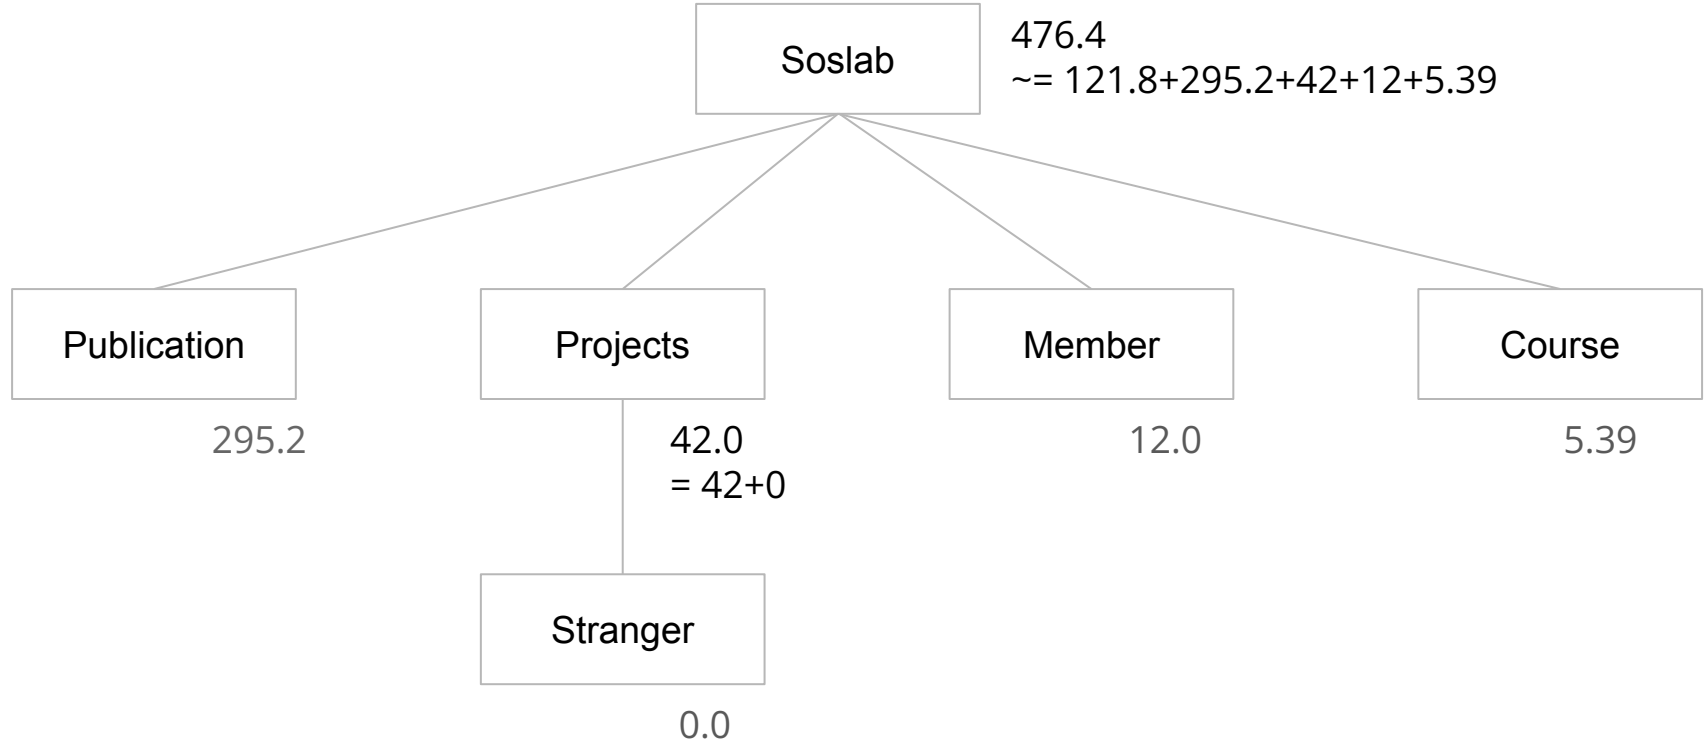 Soslab
476.4
~= 121.8+295.2+42+12+5.39
Publication
Projects
Member
Course
295.2
42.0
= 42+0
12.0
5.39
Stranger
0.0